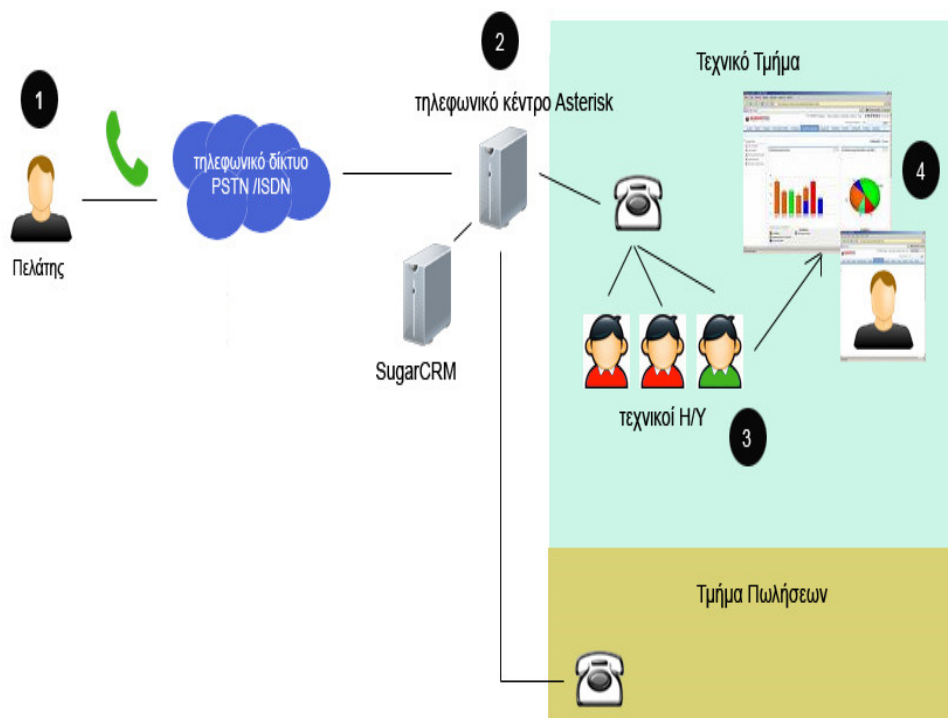 1
Πελάτης
τηλεφωνικό δίκτυο
PSTN /ISDN
2
τηλεφωνικό κέντρο Asterisk
SugarCRM
Τεχνικό Τμήμα
4
τεχνικοί Η/Υ
3
Τμήμα Πωλήσεων